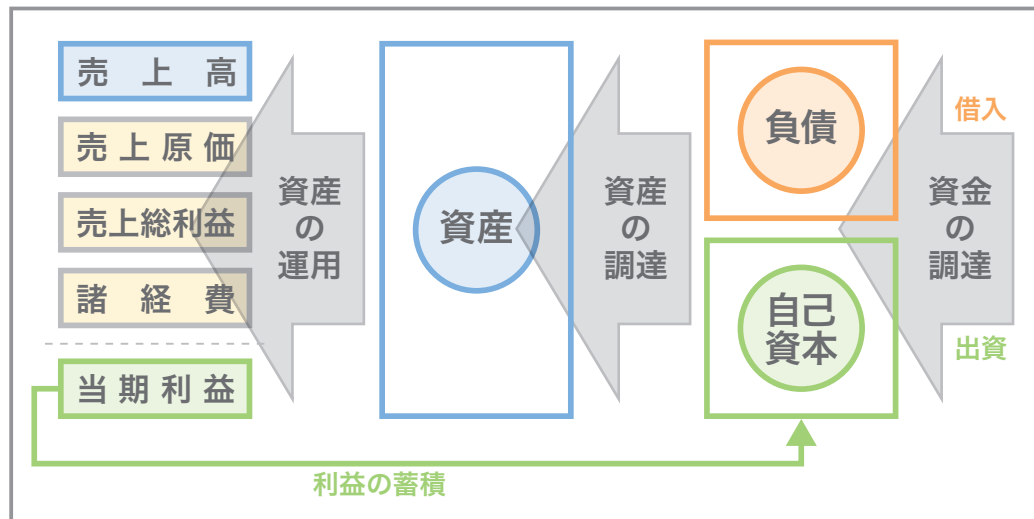 売上高
売上原価
売上総利益
諸経費
当期利益
資産
の
運用
資産
資産
の
調達
負債
自己
資本
借入
資金
の
調達
出資
利益の蓄積